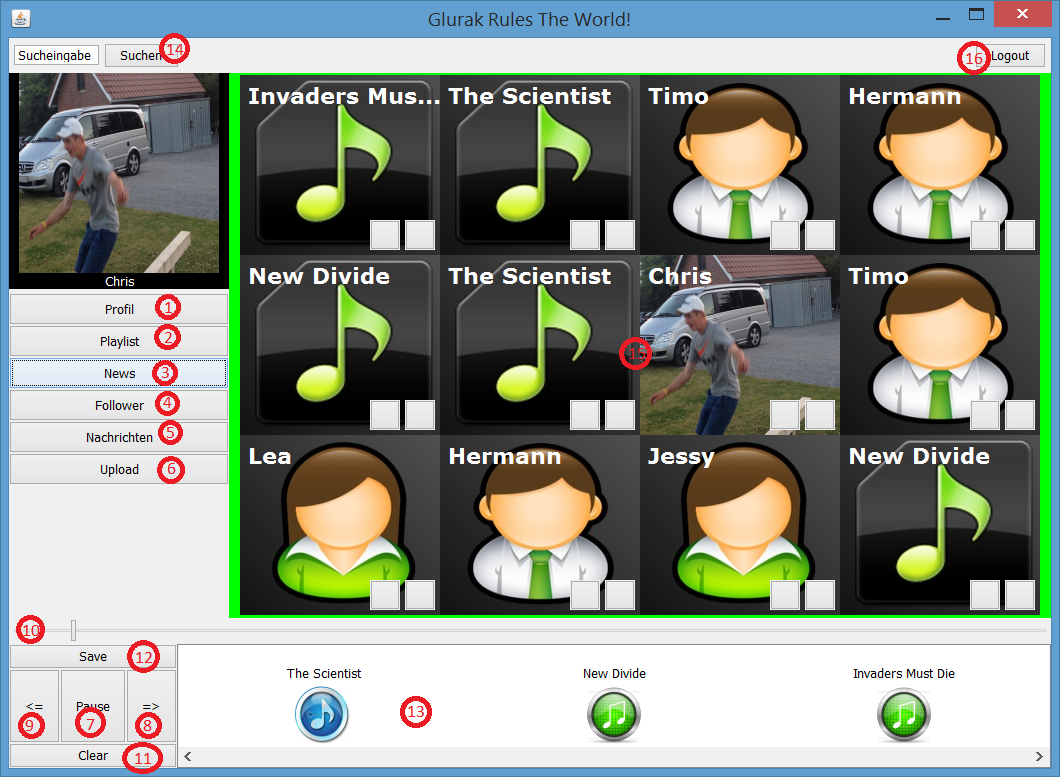 Glurak Rules The World!
Sucheingabe Suchen 14 16 Logout
Chris
Profil 1
Playlist 2
News 3
Follower 4
Nachrichten 5
Upload 6
Invaders Mus... The Scientist Timo Hermann
New Divide The Scientist Chris Timo
15
Lea Hermann Jessy New Divide
10
Save 12
<= Pause =>
9 7 8
Clear 11
The Scientist New Divide Invaders Must Die
13